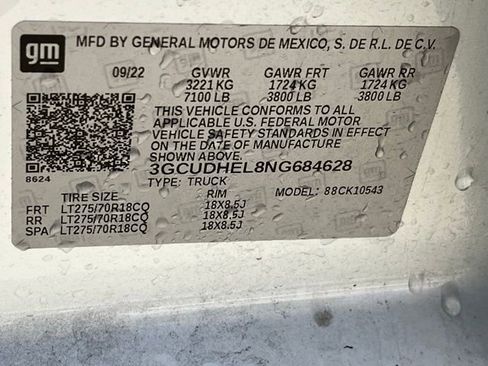 gm
MFD BY GENERAL MOTORS DE MEXICO, S. DE R.L. DE C.V.
09/22 GVWR GAWR FRT GAWR RR
3221 KG 1724 KG 1724 KG
7100 LB 3800 LB 3800 LB
THIS VEHICLE CONFORMS TO ALL
APPLICABLE U.S. FEDERAL MOTOR
VEHICLE SAFETY STANDARDS IN EFFECT
ON THE DATE OF MANUFACTURE
SHOWN ABOVE.
3GCUDHEL8NG684628
8624
TYPE: TRUCK MODEL: 88CK10543
TIRE SIZE RIM
FRT LT275/70R18CQ 18X8.5J
RR LT275/70R18CQ 18X8.5J
SPA LT275/70R18CQ 18X8.5J